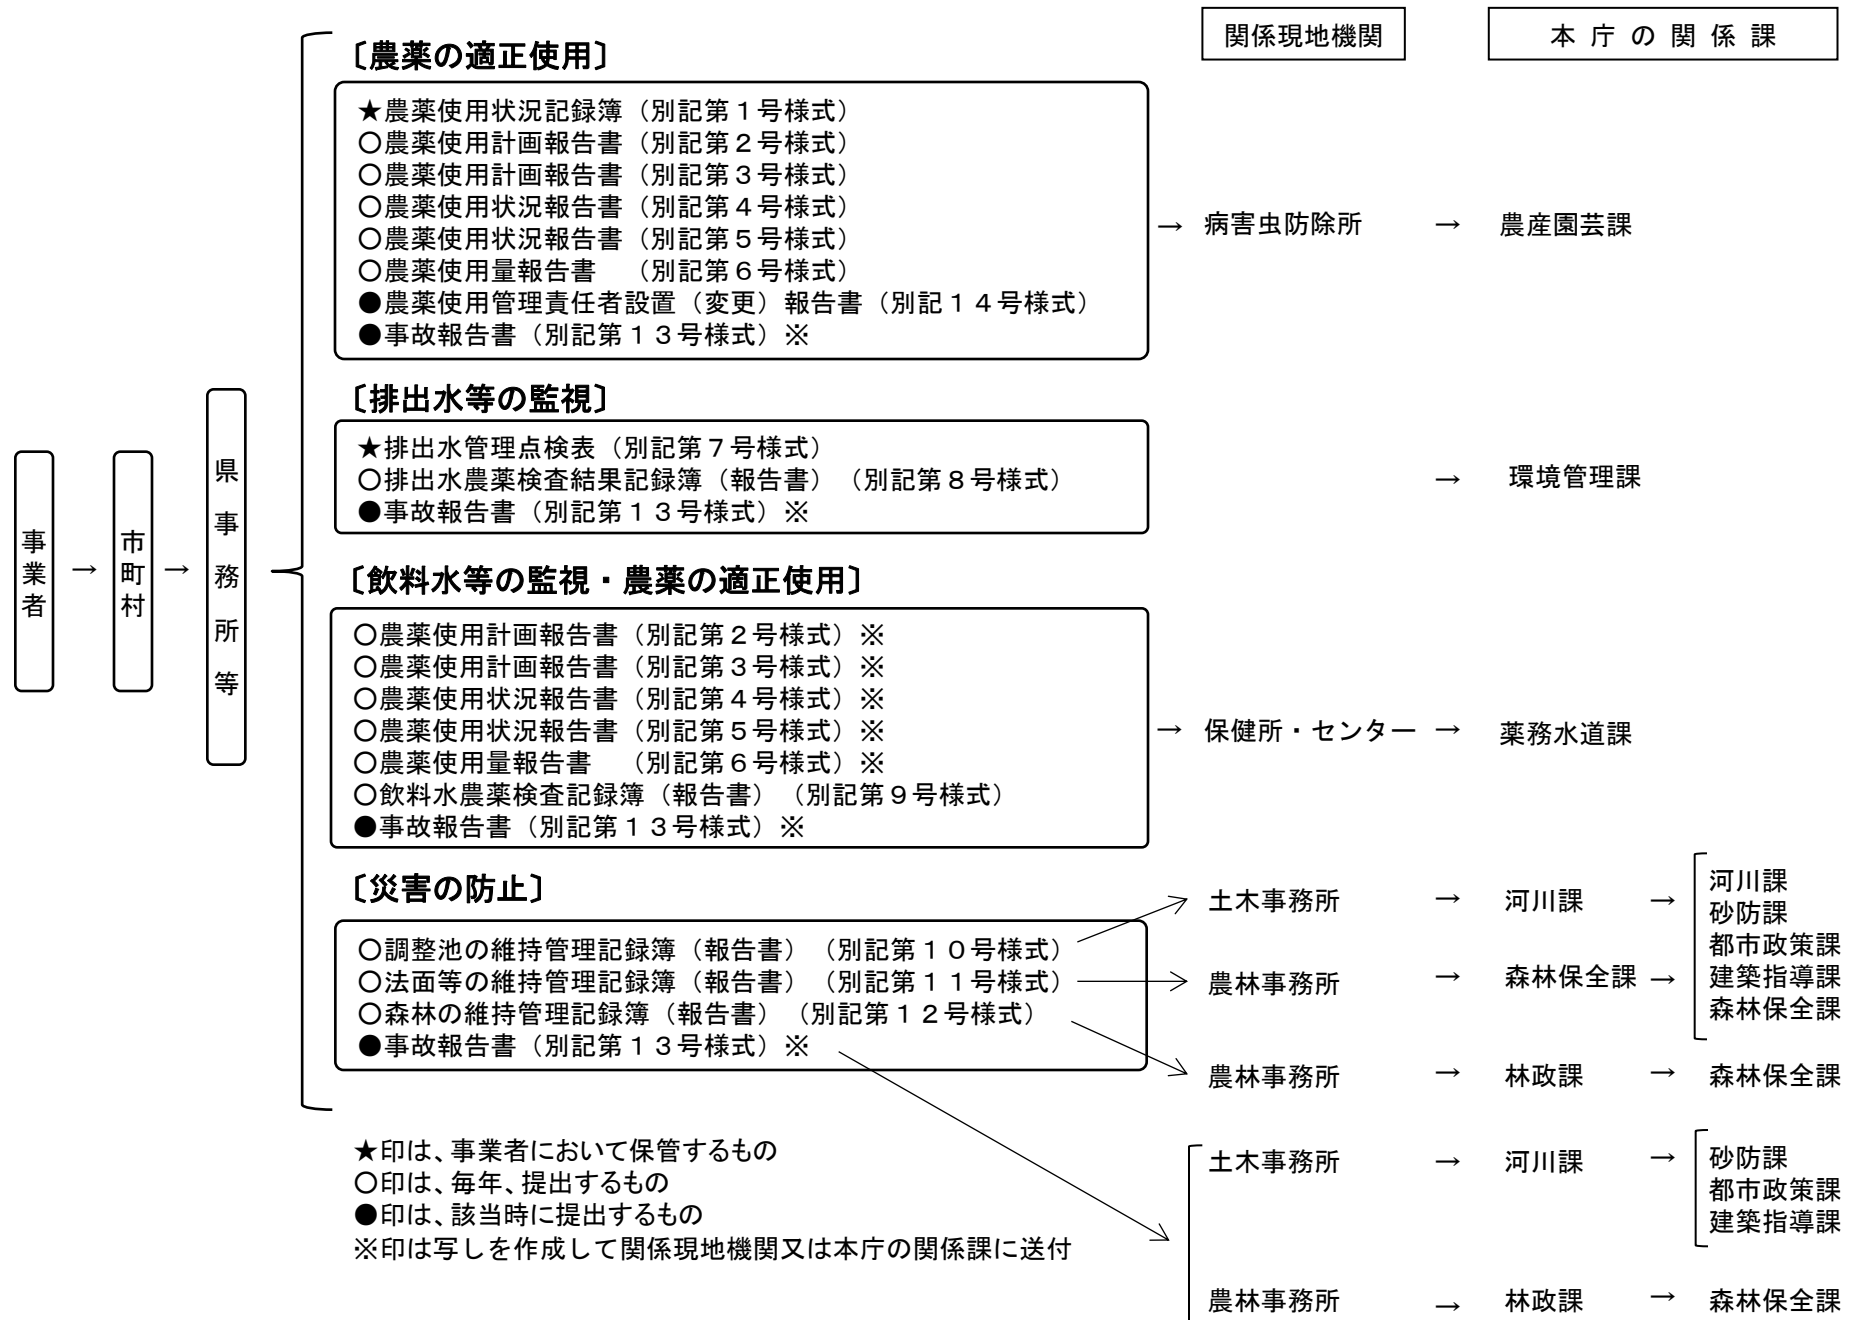 関係現地機関
本庁の関係課
〔農薬の適正使用〕
★農薬使用状況記録簿（別記第１号様式）
○農薬使用計画報告書（別記第２号様式）
○農薬使用計画報告書（別記第３号様式）
○農薬使用状況報告書（別記第４号様式）
○農薬使用状況報告書（別記第５号様式）
○農薬使用量報告書　（別記第６号様式）
●農薬使用管理責任者設置（変更）報告書（別記１４号様式）
●事故報告書（別記第１３号様式）※
→ 病害虫防除所 → 農産園芸課
〔排出水等の監視〕
★排出水管理点検表（別記第７号様式）
○排出水農薬検査結果記録簿（報告書）（別記第８号様式）
●事故報告書（別記第１３号様式）※
→ 環境管理課
事業者 → 市町村 → 県事務所等
〔飲料水等の監視・農薬の適正使用〕
○農薬使用計画報告書（別記第２号様式）※
○農薬使用計画報告書（別記第３号様式）※
○農薬使用状況報告書（別記第４号様式）※
○農薬使用状況報告書（別記第５号様式）※
○農薬使用量報告書　（別記第６号様式）※
○飲料水農薬検査記録簿（報告書）（別記第９号様式）
●事故報告書（別記第１３号様式）※
→ 保健所・センター → 薬務水道課
〔災害の防止〕
○調整池の維持管理記録簿（報告書）（別記第１０号様式）
○法面等の維持管理記録簿（報告書）（別記第１１号様式）
○森林の維持管理記録簿（報告書）（別記第１２号様式）
●事故報告書（別記第１３号様式）※
土木事務所 → 河川課 →
農林事務所 → 森林保全課 →
河川課
砂防課
都市政策課
建築指導課
森林保全課
農林事務所 → 林政課 → 森林保全課
土木事務所 → 河川課 →
砂防課
都市政策課
建築指導課
農林事務所 → 林政課 → 森林保全課
★印は、事業者において保管するもの
○印は、毎年、提出するもの
●印は、該当時に提出するもの
※印は写しを作成して関係現地機関又は本庁の関係課に送付